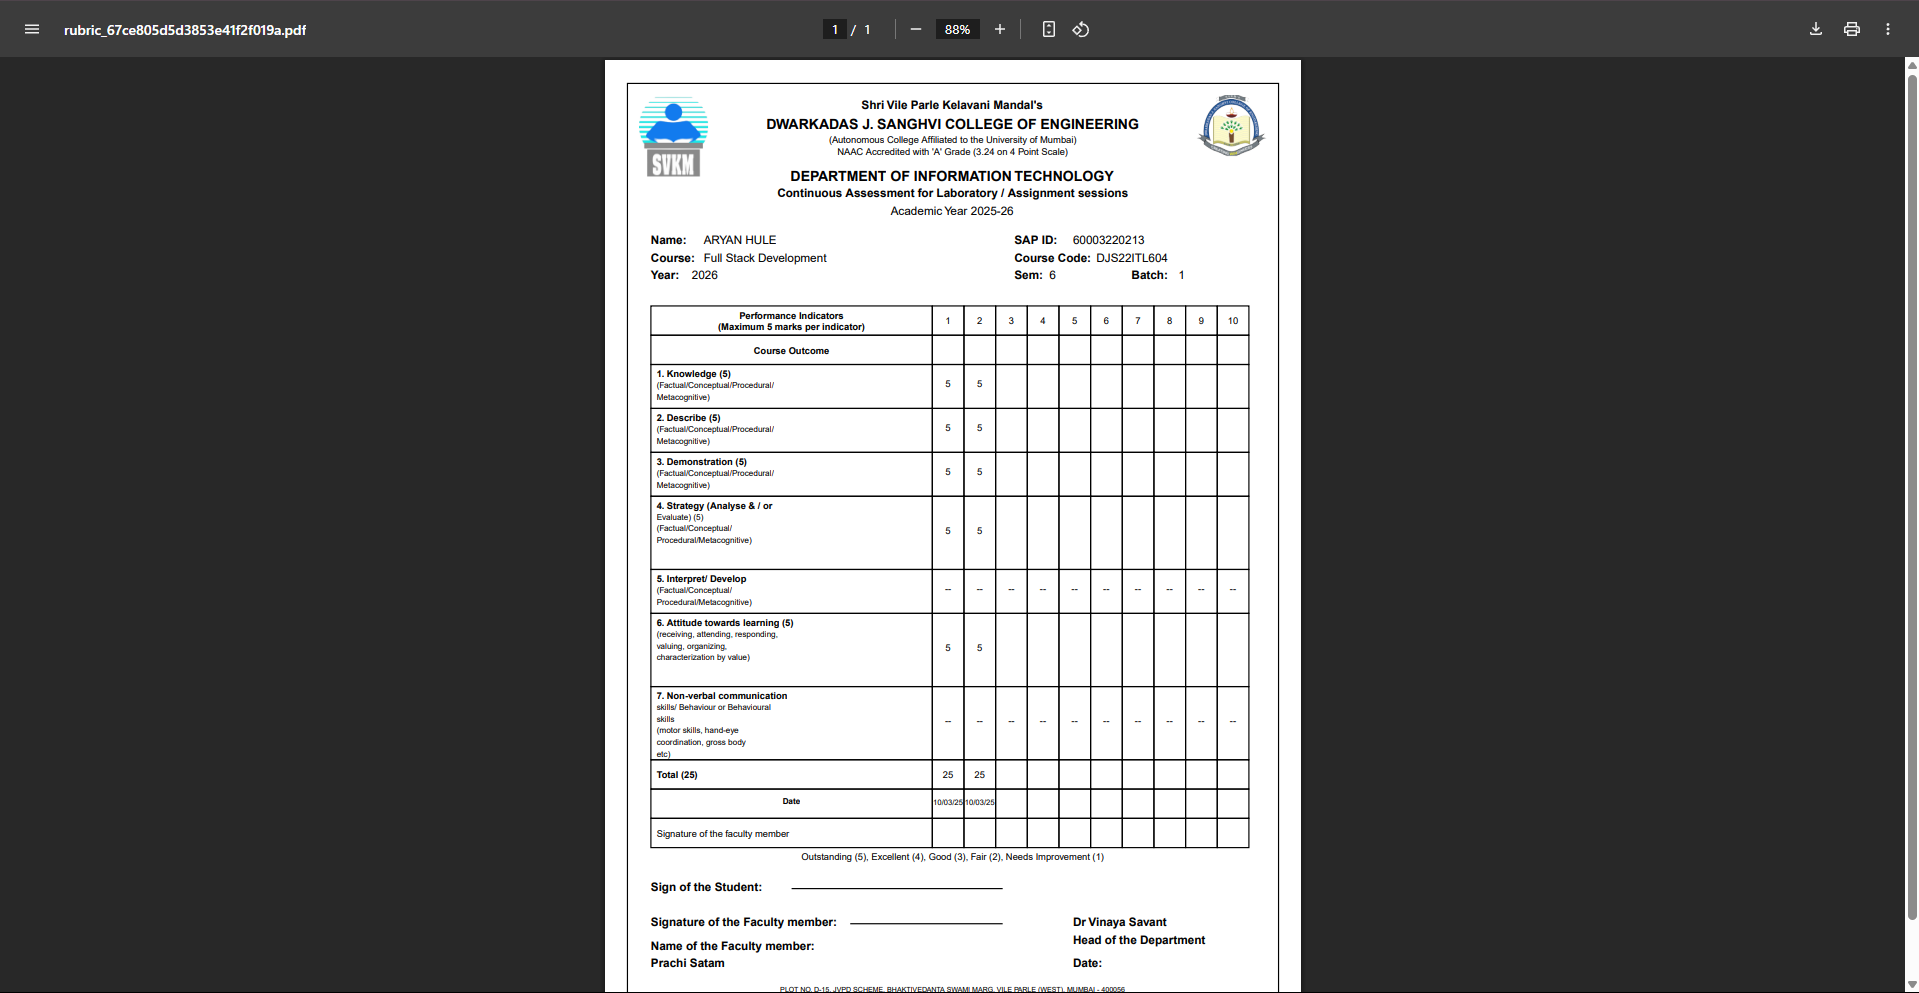 rubric_67ce805d5d3853e41f2f019a.pdf
1 / 1
88%
SVKM
Shri Vile Parle Kelavani Mandal's
DWARKADAS J. SANGHVI COLLEGE OF ENGINEERING
(Autonomous College Affiliated to the University of Mumbai)
NAAC Accredited with 'A' Grade (3.24 on 4 Point Scale)
DEPARTMENT OF INFORMATION TECHNOLOGY
Continuous Assessment for Laboratory / Assignment sessions
Academic Year 2025-26
Name: ARYAN HULE SAP ID: 60003220213
Course: Full Stack Development Course Code: DJS22ITL604
Year: 2026 Sem: 6 Batch: 1
Performance Indicators
(Maximum 5 marks per indicator) 1 2 3 4 5 6 7 8 9 10
Course Outcome
1. Knowledge (5)
(Factual/Conceptual/Procedural/
Metacognitive) 5 5
2. Describe (5)
(Factual/Conceptual/Procedural/
Metacognitive) 5 5
3. Demonstration (5)
(Factual/Conceptual/Procedural/
Metacognitive) 5 5
4. Strategy (Analyse & / or
Evaluate) (5)
(Factual/Conceptual/
Procedural/Metacognitive) 5 5
5. Interpret/ Develop
(Factual/Conceptual/
Procedural/Metacognitive) -- -- -- -- -- -- -- -- -- --
6. Attitude towards learning (5)
(receiving, attending, responding,
valuing, organizing,
characterization by value) 5 5
7. Non-verbal communication
skills/ Behaviour or Behavioural
skills
(motor skills, hand-eye
coordination, gross body
etc) -- -- -- -- -- -- -- -- -- --
Total (25) 25 25
Date 10/03/25 10/03/25
Signature of the faculty member
Outstanding (5), Excellent (4), Good (3), Fair (2), Needs Improvement (1)
Sign of the Student:
Signature of the Faculty member: Dr Vinaya Savant
Head of the Department
Name of the Faculty member:
Prachi Satam Date:
PLOT NO. D-15, JVPD SCHEME, BHAKTIVEDANTA SWAMI MARG, VILE PARLE (WEST), MUMBAI - 400056